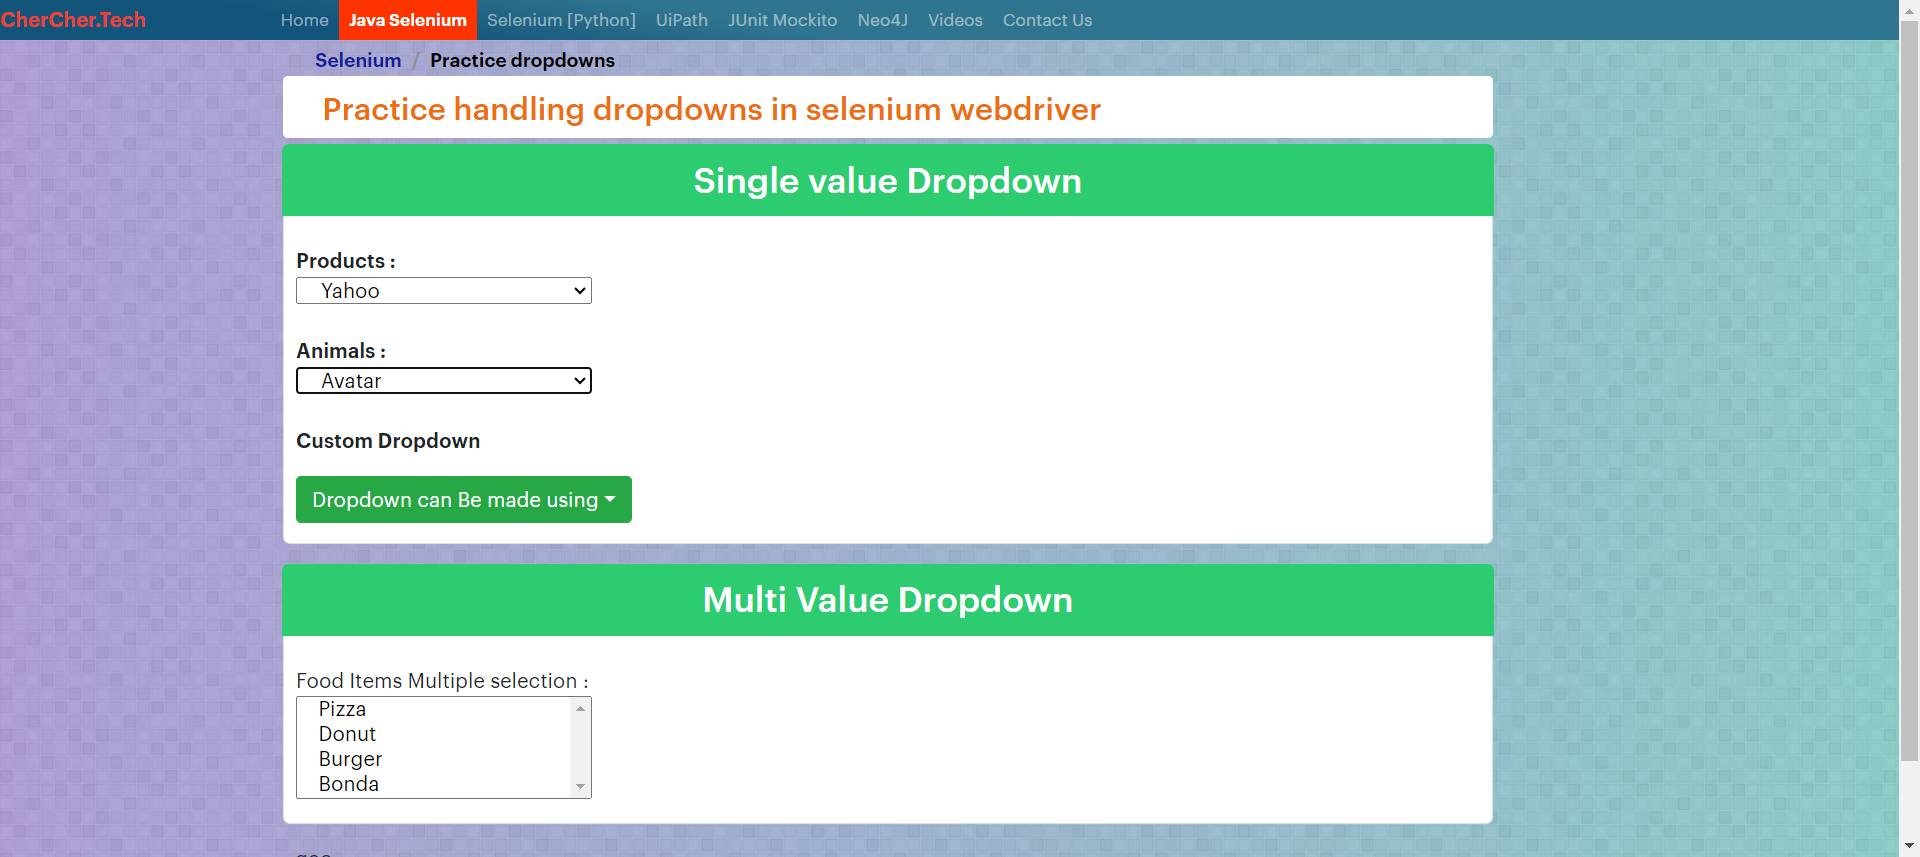 CherCher.Tech Home Java Selenium Selenium [Python] UiPath JUnit Mockito Neo4J Videos Contact Us
Selenium / Practice dropdowns
Practice handling dropdowns in selenium webdriver
Single value Dropdown
Products :
Yahoo
Animals :
Avatar
Custom Dropdown
Dropdown can Be made using
Multi Value Dropdown
Food Items Multiple selection :
Pizza
Donut
Burger
Bonda